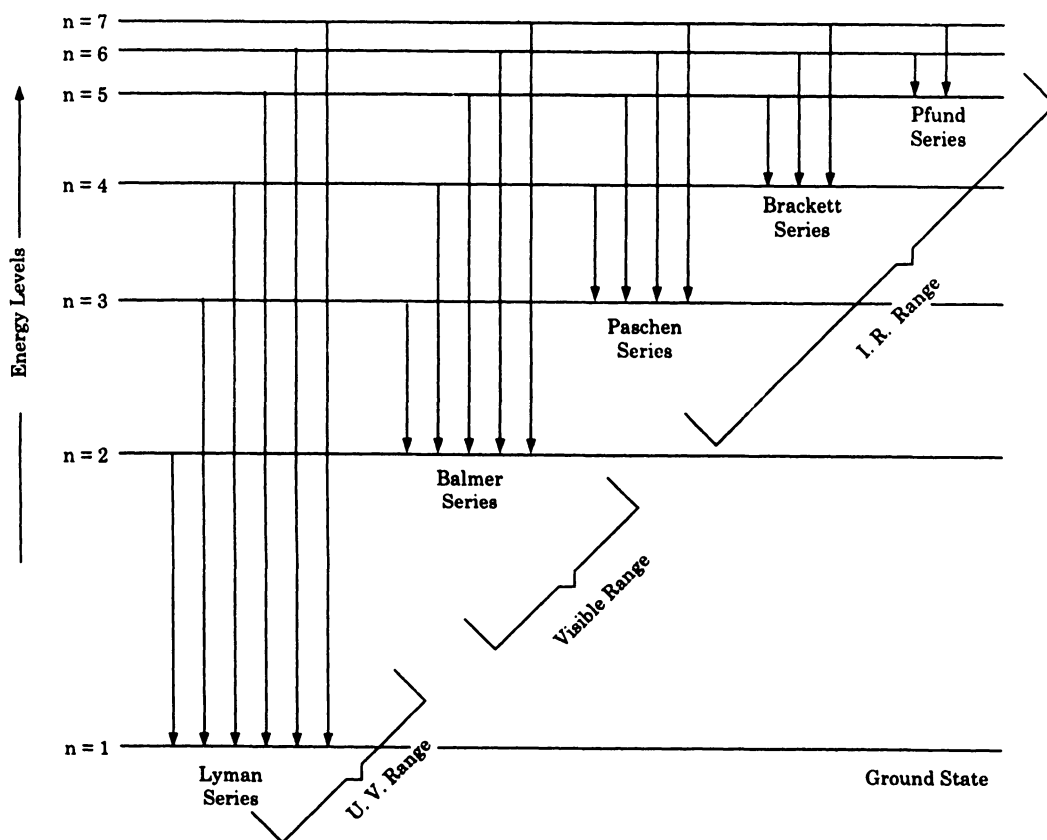 n = 7
n = 6
n = 5
Pfund
Series
n = 4
Brackett
Series
Energy Levels
n = 3
Paschen
Series
I. R. Range
n = 2
Balmer
Series
Visible Range
n = 1
Lyman
Series
U. V. Range
Ground State